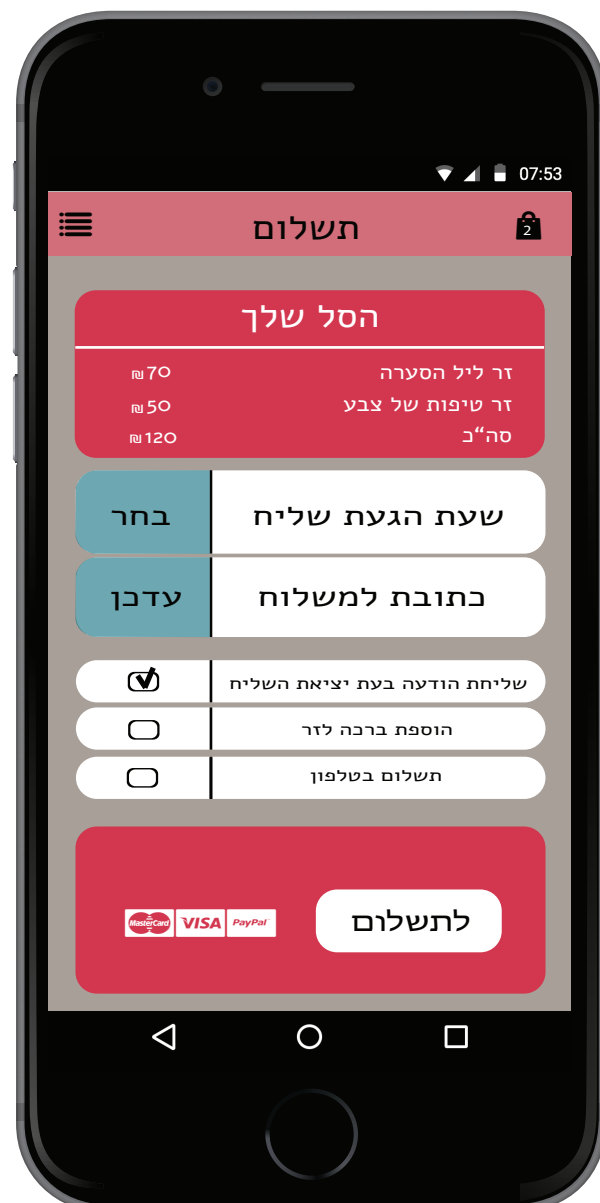 07:53
תשלום
2
הסל שלך
זר ליל הסערה ₪70
זר טיפות של צבע ₪50
סה“כ ₪120
שעת הגעת שליח בחר
כתובת למשלוח עדכן
שליחת הודעה בעת יציאת השליח
הוספת ברכה לזר
תשלום בטלפון
לתשלום
MasterCard VISA PayPal